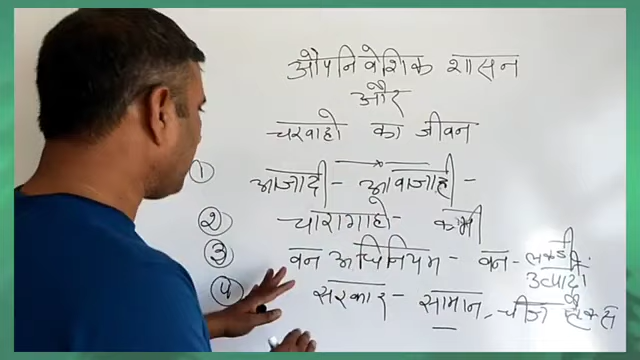 औपनिवेशिक शासन
और
चरवाहो का जीवन
① आजादी - आवाजाही -
② चारागाहो - कमी
③ वन अधिनियम - वन - लकड़ी
उत्पादो
④ सरकार - सामान, चीज टैक्स